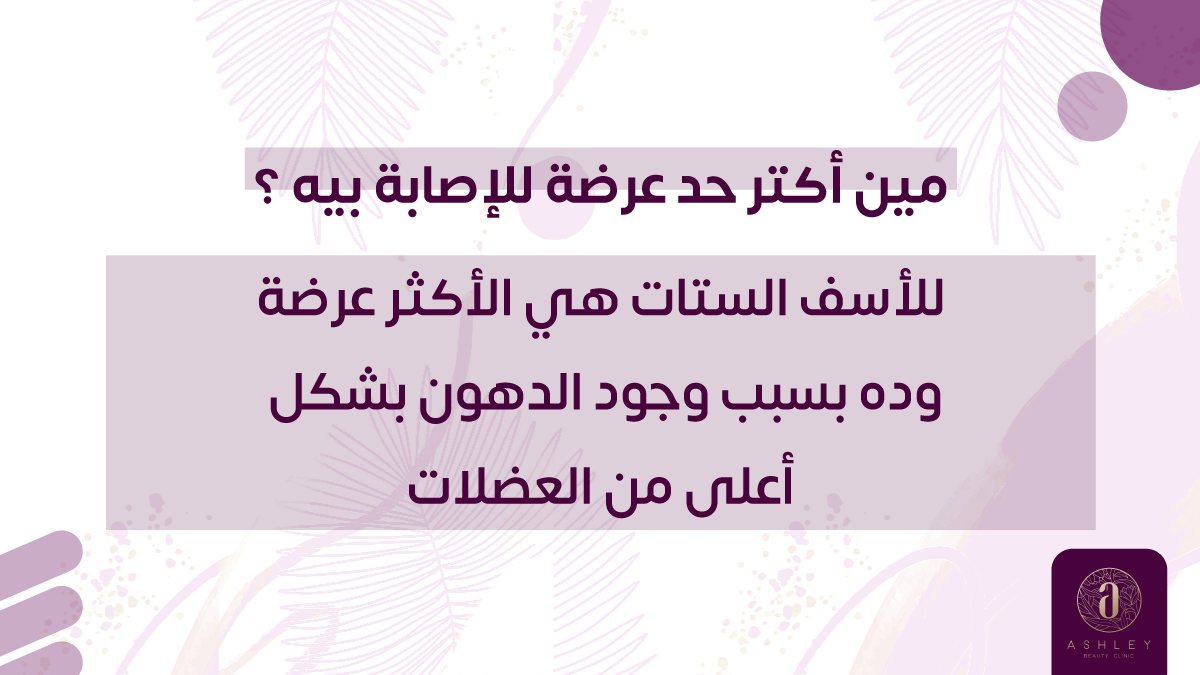 مين أكتر حد عرضة للإصابة بيه ؟
للأسف الستات هي الأكثر عرضة
وده بسبب وجود الدهون بشكل
أعلى من العضلات
a
ASHLEY
BEAUTY CLINIC